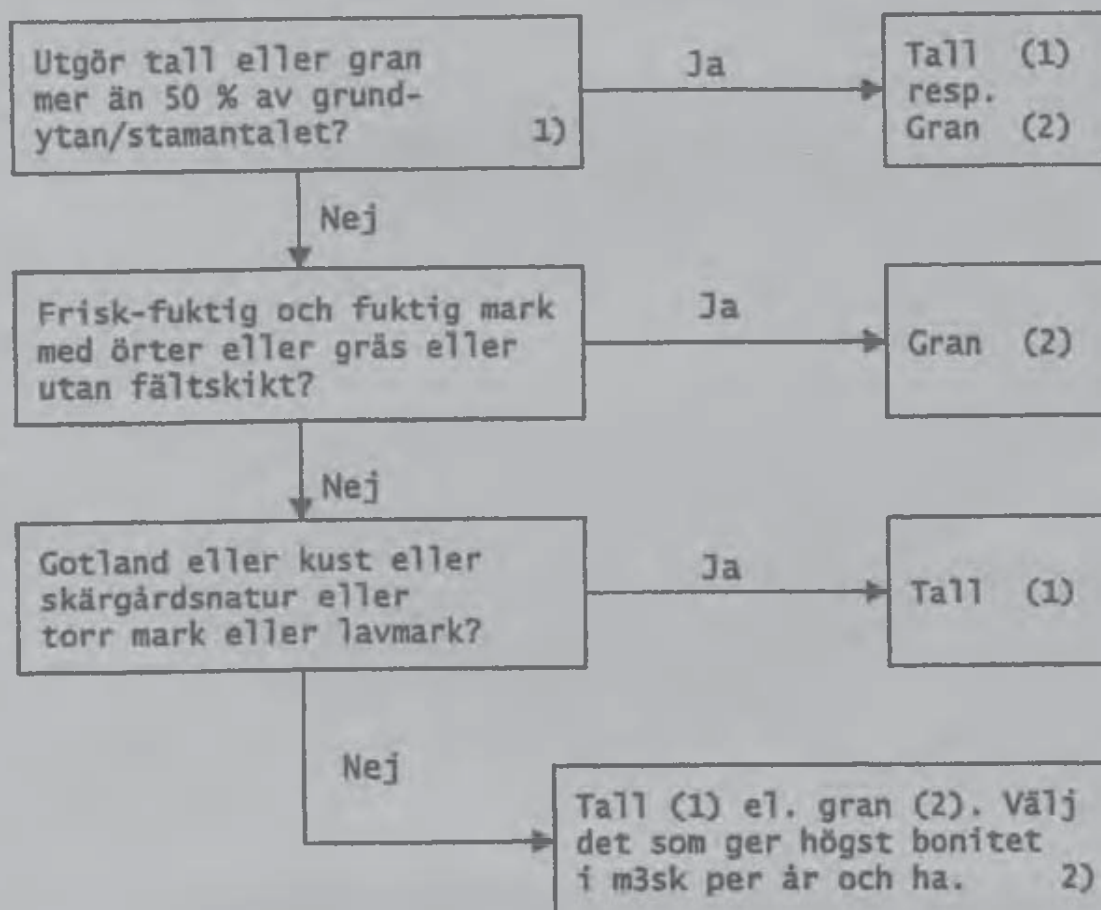 Utgör tall eller gran
mer än 50 % av grund-
ytan/stamantalet? 1)
Ja
Tall (1)
resp.
Gran (2)
Nej
Frisk-fuktig och fuktig mark
med örter eller gräs eller
utan fältskikt?
Ja
Gran (2)
Nej
Gotland eller kust eller
skärgårdsnatur eller
torr mark eller lavmark?
Ja
Tall (1)
Nej
Tall (1) el. gran (2). Välj
det som ger högst bonitet
i m3sk per år och ha. 2)